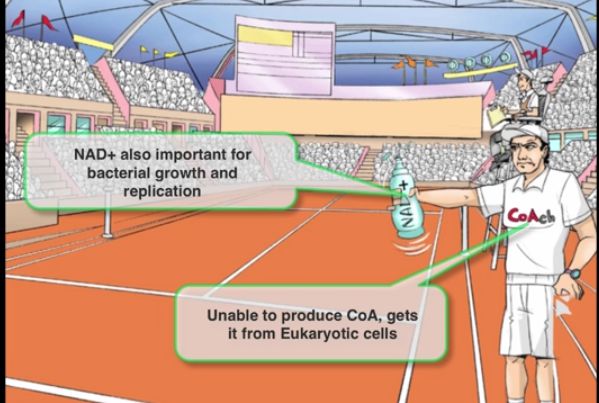 NAD+ also important for
bacterial growth and
replication
NAD+
CoAch
Unable to produce CoA, gets
it from Eukaryotic cells